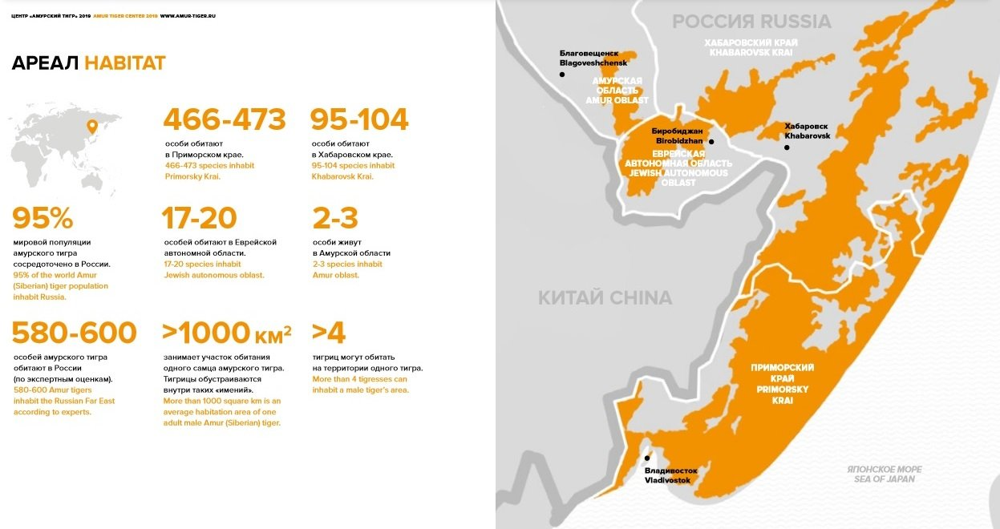 ЦЕНТР «АМУРСКИЙ ТИГР» 2019 AMUR TIGER CENTER 2019 WWW.AMUR-TIGER.RU
АРЕАЛ HABITAT
466-473
особи обитают
в Приморском крае.
466-473 species inhabit
Primorsky Krai.
95-104
особи обитают
в Хабаровском крае.
95-104 species inhabit
Khabarovsk Krai.
95%
мировой популяции
амурского тигра
сосредоточено в России.
95% of the world Amur
(Siberian) tiger population
inhabit Russia.
17-20
особей обитают в Еврейской
автономной области.
17-20 species inhabit
Jewish autonomous oblast.
2-3
особи живут
в Амурской области
2-3 species inhabit
Amur oblast.
580-600
особей амурского тигра
обитают в России
(по экспертным оценкам).
580-600 Amur tigers
inhabit the Russian Far East
according to experts.
>1000 КМ²
занимает участок обитания
одного самца амурского тигра.
Тигрицы обустраиваются
внутри таких «имений».
More than 1000 square km is an
average habitation area of one
adult male Amur (Siberian) tiger.
>4
тигриц могут обитать
на территории одного тигра.
More than 4 tigresses can
inhabit a male tiger's area.
РОССИЯ RUSSIA
ХАБАРОВСКИЙ КРАЙ
KHABAROVSK KRAI
Благовещенск
Blagoveshchensk
АМУРСКАЯ
ОБЛАСТЬ
AMUR OBLAST
Биробиджан
Birobidzhan
Хабаровск
Khabarovsk
ЕВРЕЙСКАЯ
АВТОНОМНАЯ ОБЛАСТЬ
JEWISH AUTONOMOUS
OBLAST
КИТАЙ CHINA
ПРИМОРСКИЙ
КРАЙ
PRIMORSKY
KRAI
Владивосток
Vladivostok
ЯПОНСКОЕ МОРЕ
SEA OF JAPAN